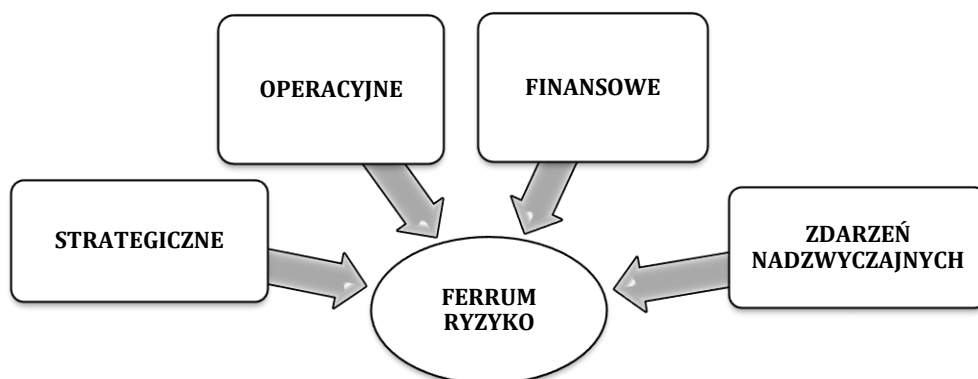 OPERACYJNE
FINANSOWE
STRATEGICZNE
ZDARZEŃ
NADZWYCZAJNYCH
FERRUM
RYZYKO